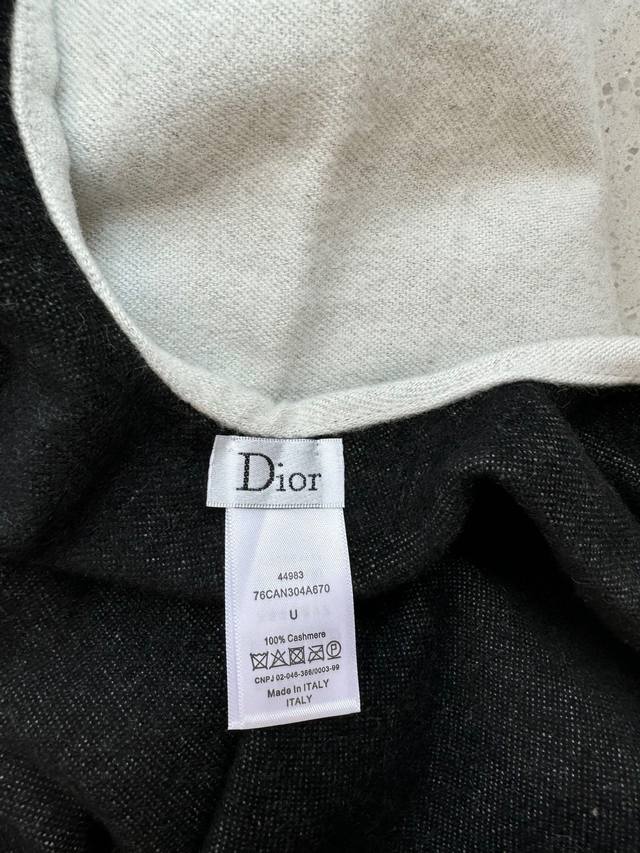 Dior
44983
76CAN304A670
U
100% Cashmere
CNPJ 02-046-366/0003-99
Made In ITALY
ITALY